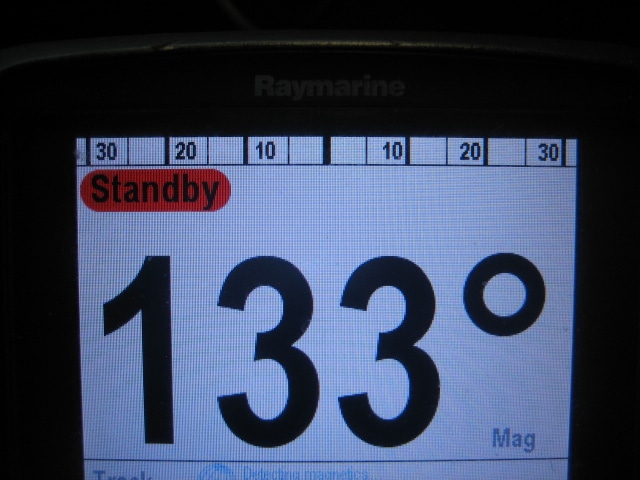 Raymarine
30 20 10 10 20 30
Standby
133°
Mag
Track Detecting magnetics